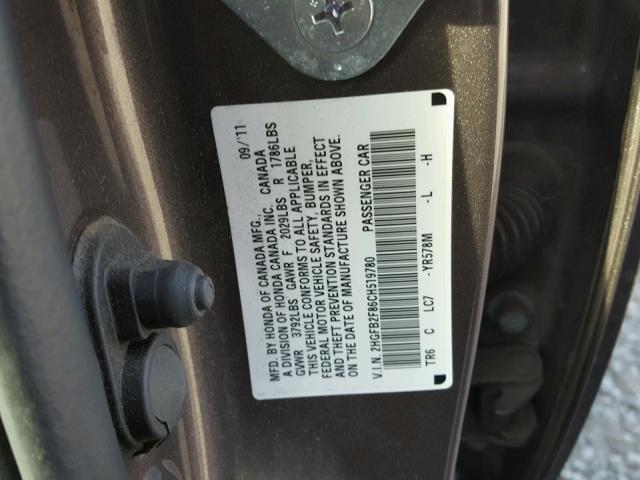 MFD. BY HONDA OF CANADA MFG., 09/11
A DIVISION OF HONDA CANADA INC. CANADA
GVWR 3792LBS GAWR F 2029LBS R 1786LBS
THIS VEHICLE CONFORMS TO ALL APPLICABLE
FEDERAL MOTOR VEHICLE SAFETY, BUMPER,
AND THEFT PREVENTION STANDARDS IN EFFECT
ON THE DATE OF MANUFACTURE SHOWN ABOVE.
V.I.N. 2HGFB2F86CH519780 PASSENGER CAR
TR6 C LC7 -YR578M -L -H